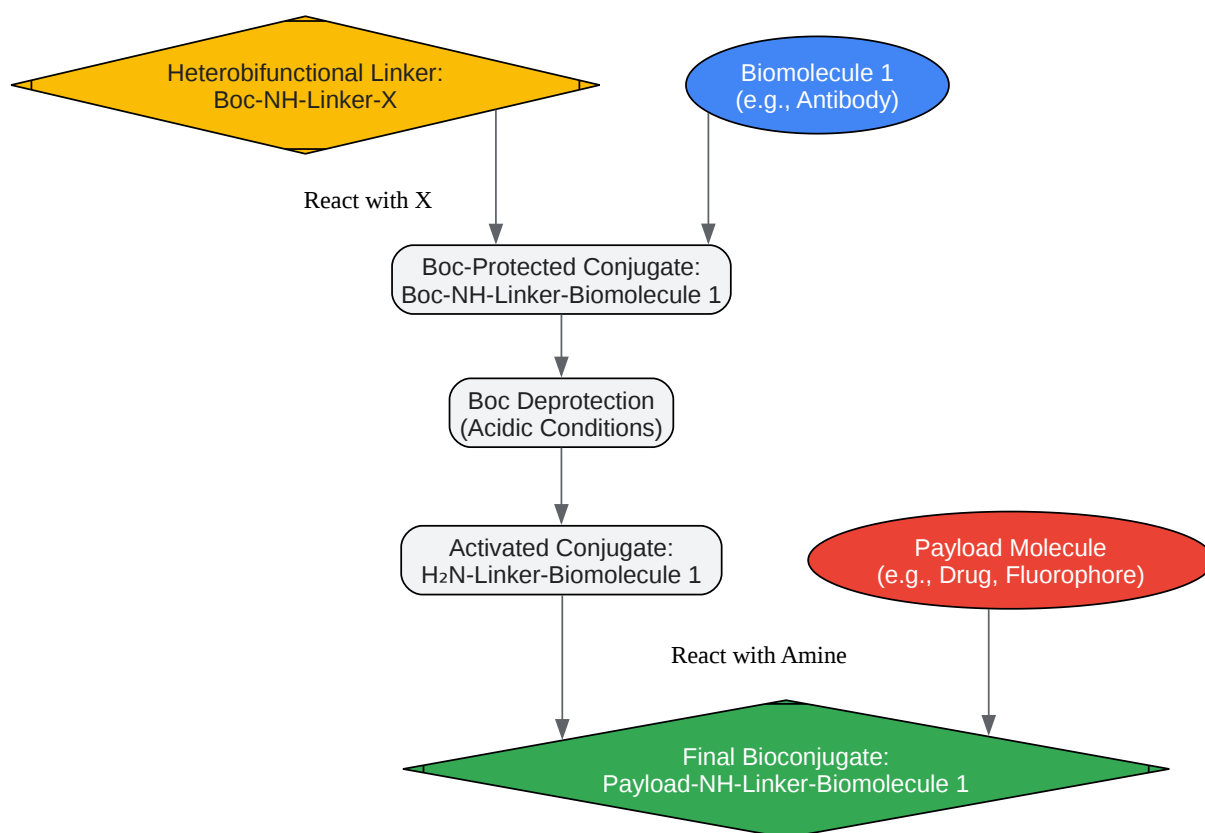 Heterobifunctional Linker:
Boc-NH-Linker-X
Biomolecule 1
(e.g., Antibody)
React with X
Boc-Protected Conjugate:
Boc-NH-Linker-Biomolecule 1
Boc Deprotection
(Acidic Conditions)
Activated Conjugate:
H₂N-Linker-Biomolecule 1
Payload Molecule
(e.g., Drug, Fluorophore)
React with Amine
Final Bioconjugate:
Payload-NH-Linker-Biomolecule 1